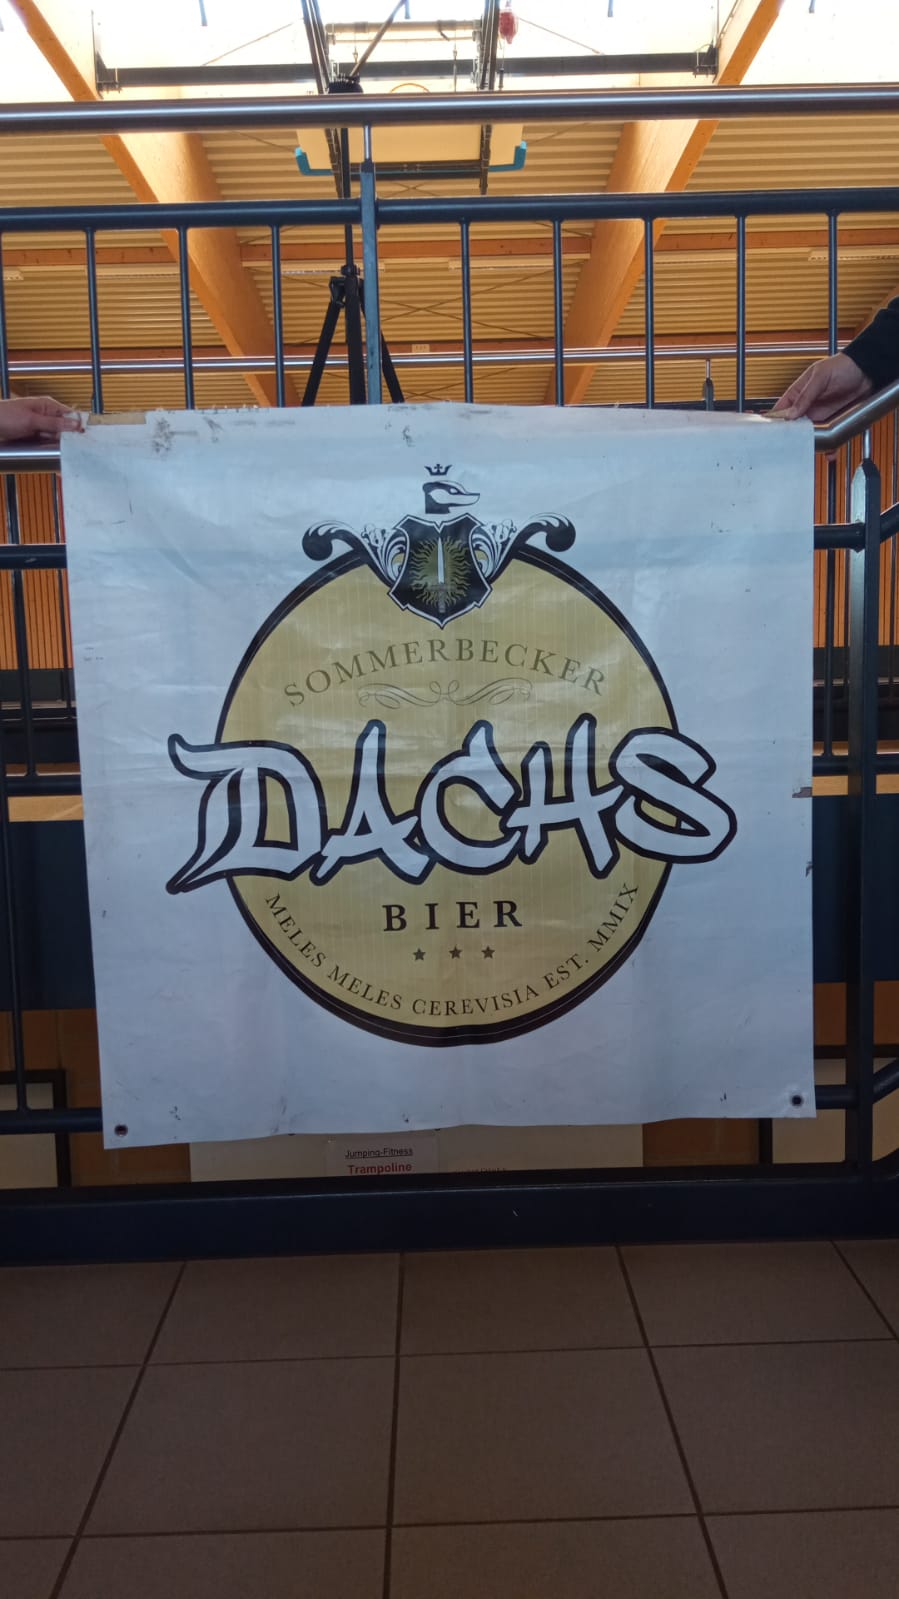 SOMMERBECKER
DACHS
BIER
MELES MELES CEREVISIA EST. MMIX
Jumping-Fitness
Trampoline